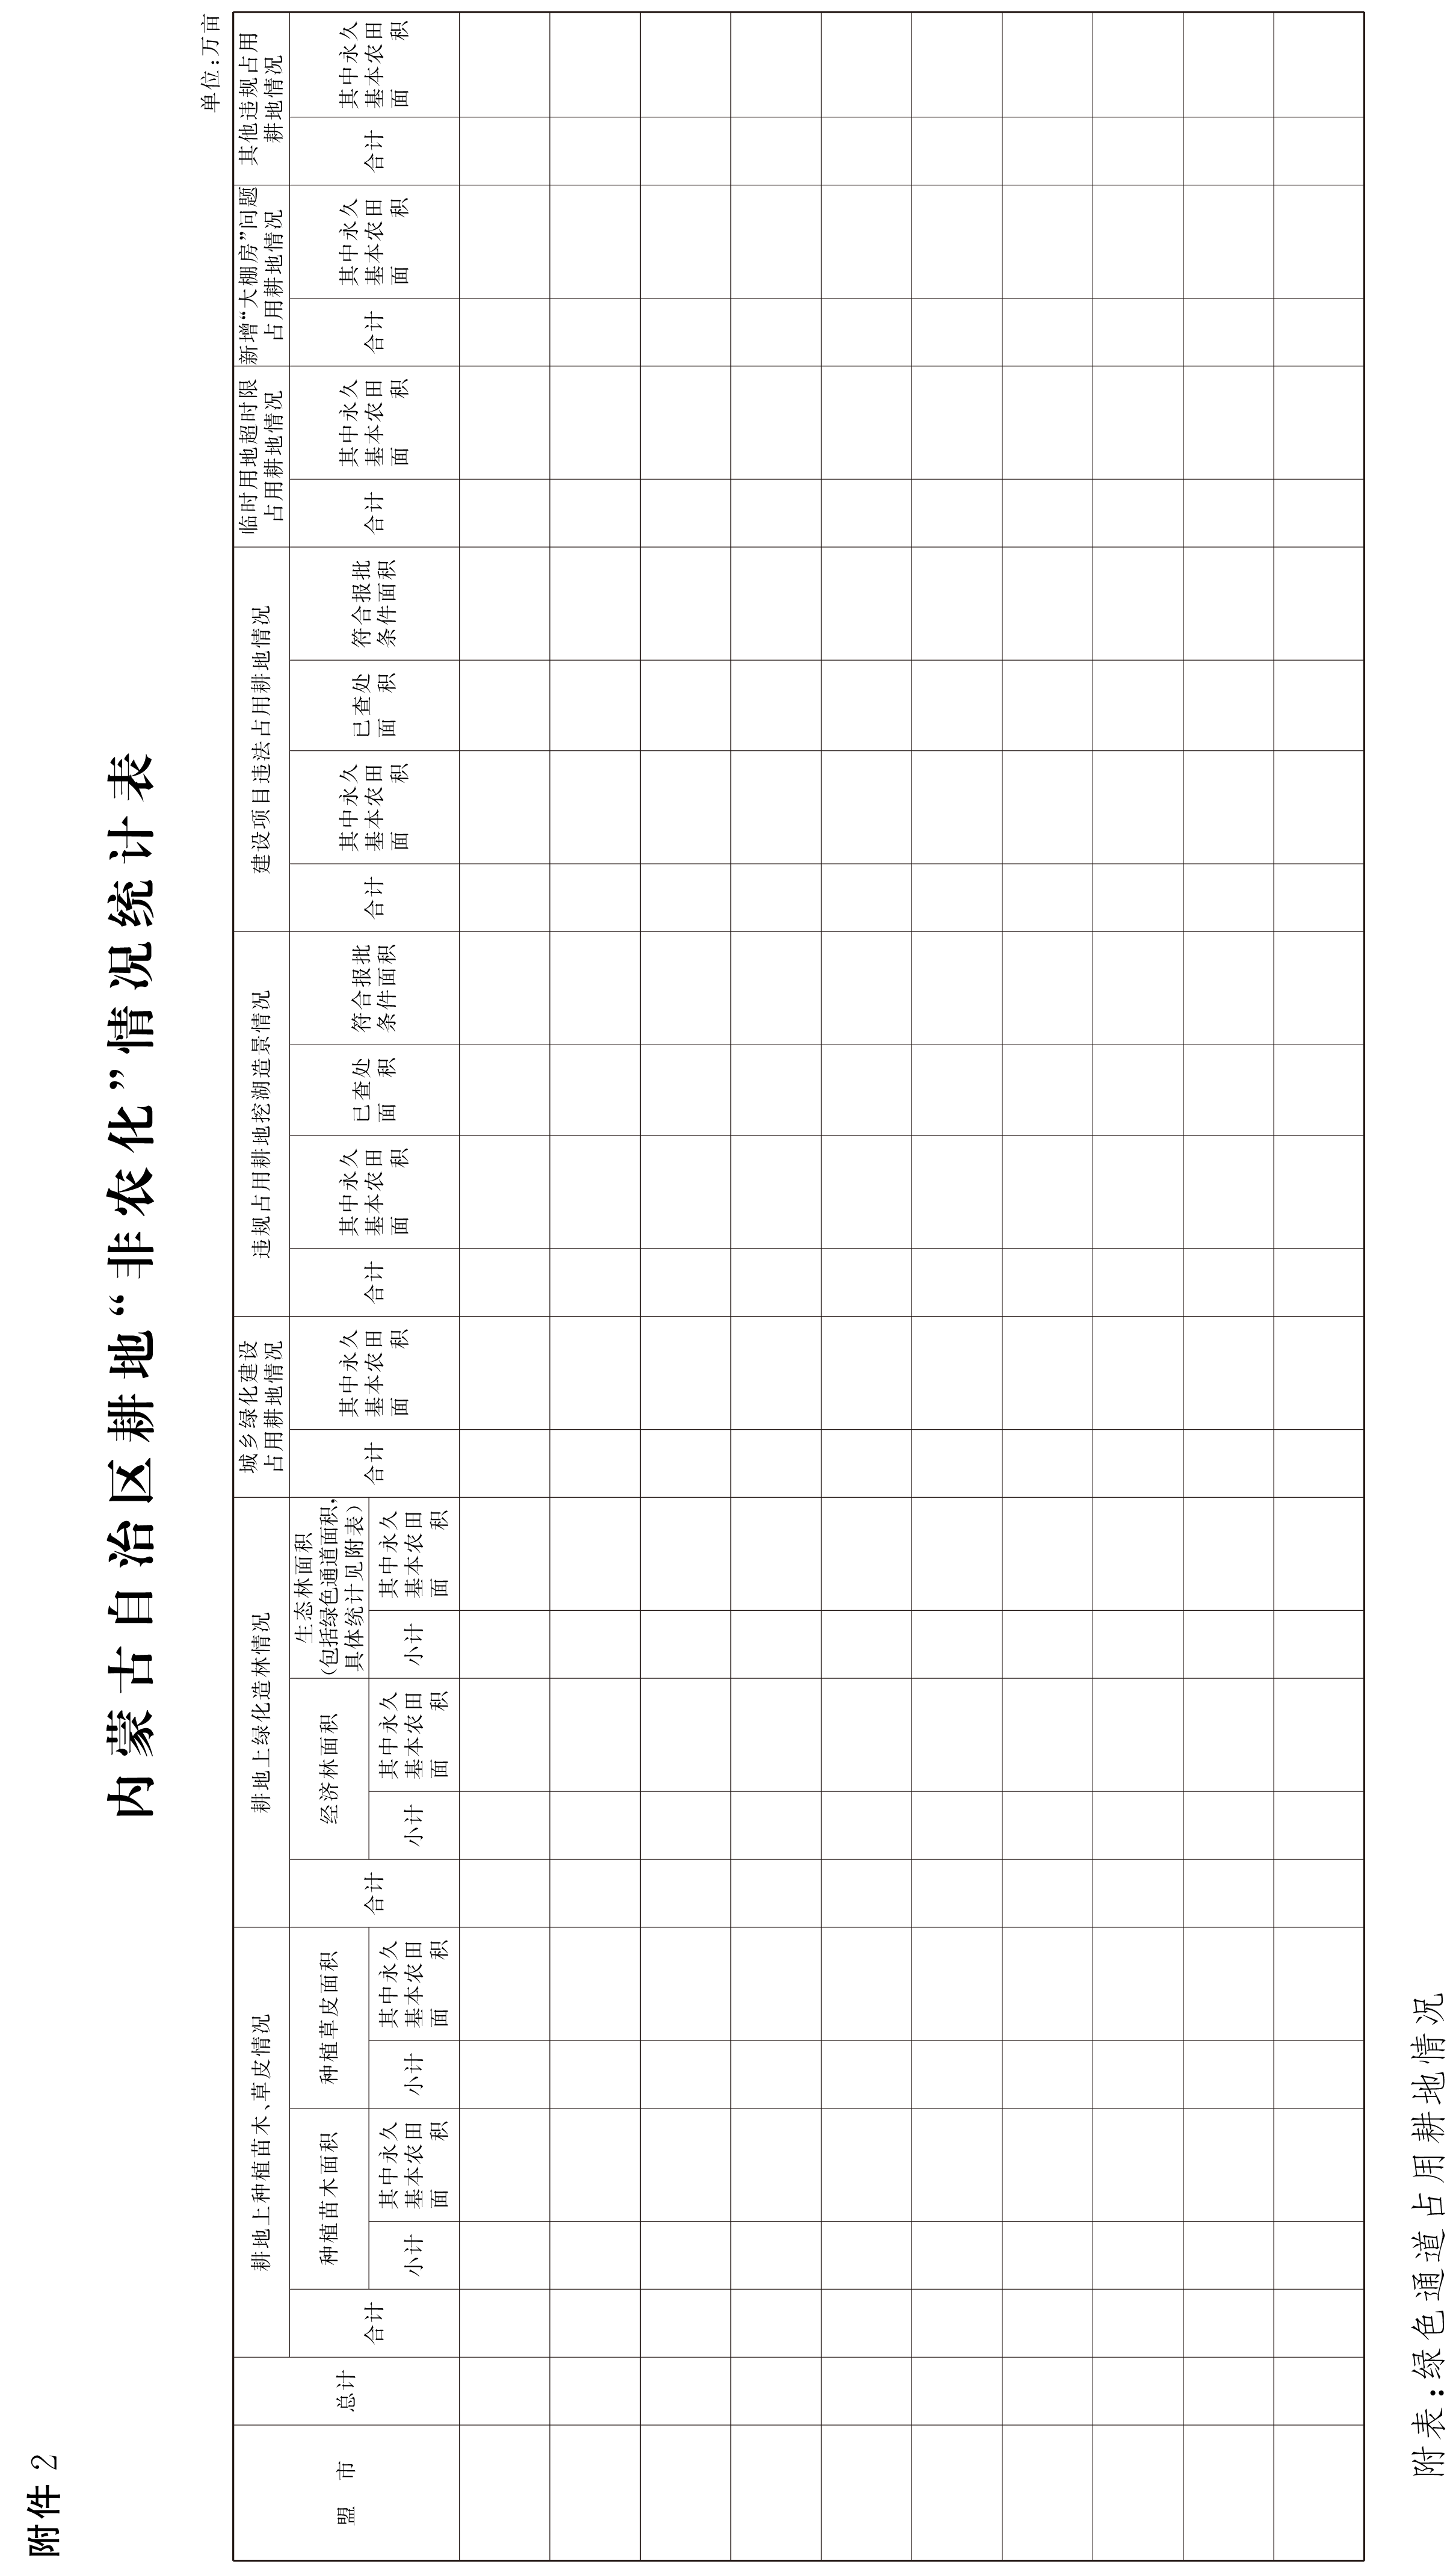 附件 2
内蒙古自治区耕地“非农化”情况统计表
单位:万亩
盟 市
总计
耕地上种植苗木、草皮情况
合计
种植苗木面积
小计
其中永久
基本农田
面 积
种植草皮面积
小计
其中永久
基本农田
面 积
耕地上绿化造林情况
合计
经济林面积
小计
其中永久
基本农田
面 积
生态林面积
(包括绿色通道面积,
具体统计见附表)
小计
其中永久
基本农田
面 积
城乡绿化建设
占用耕地情况
合计
其中永久
基本农田
面 积
违规占用耕地挖湖造景情况
合计
其中永久
基本农田
面 积
已查处
面 积
符合报批
条件面积
建设项目违法占用耕地情况
合计
其中永久
基本农田
面 积
已查处
面 积
符合报批
条件面积
临时用地超时限
占用耕地情况
合计
其中永久
基本农田
面 积
新增“大棚房”问题
占用耕地情况
合计
其中永久
基本农田
面 积
其他违规占用
耕地情况
合计
其中永久
基本农田
面 积
附表:绿色通道占用耕地情况